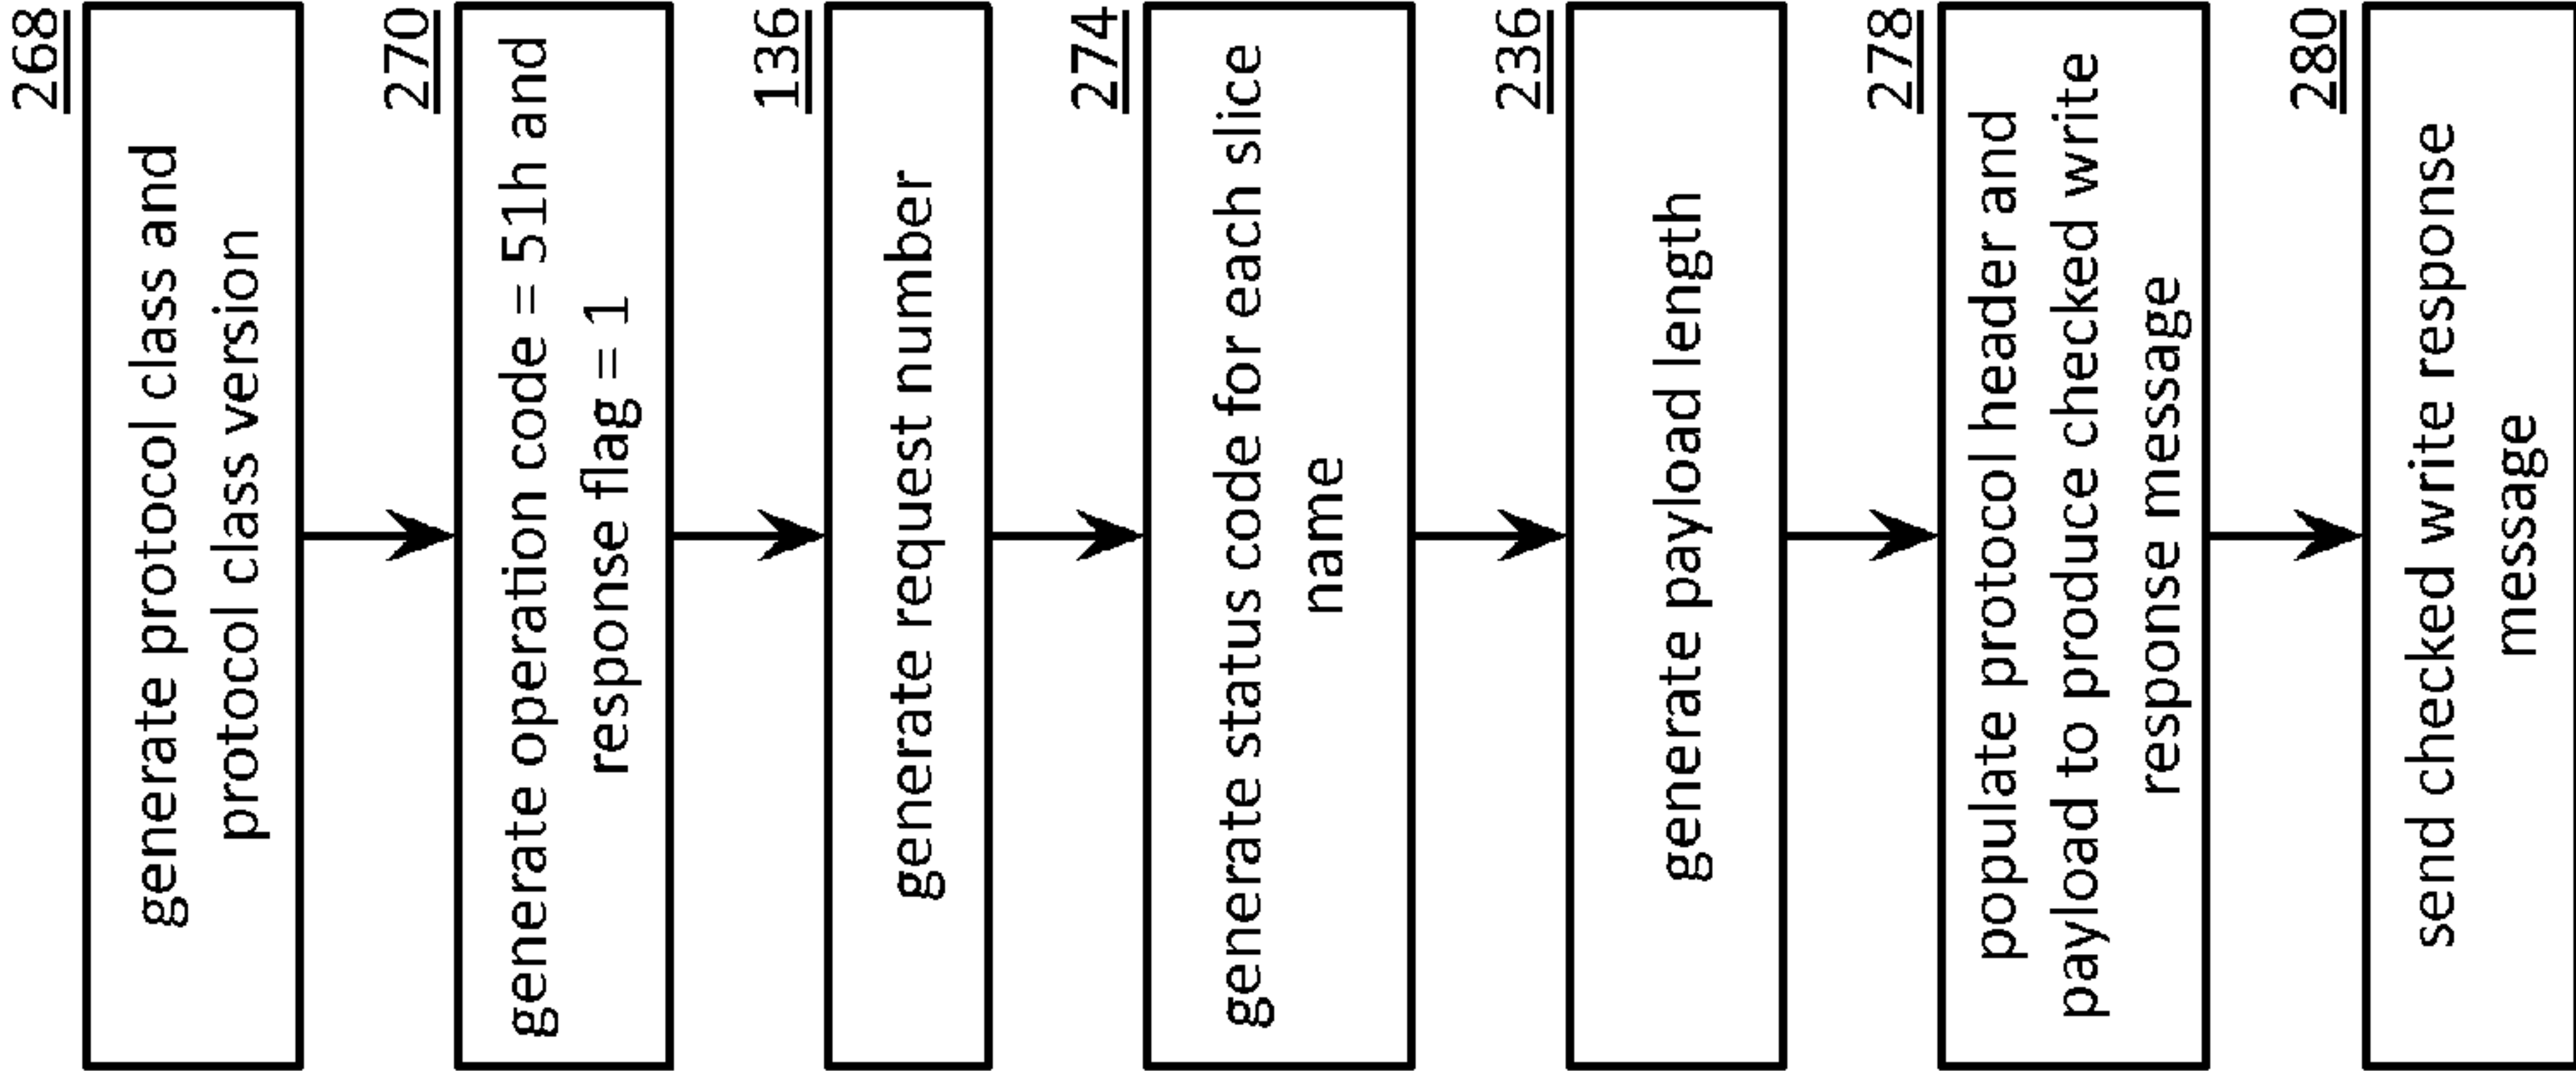 268
generate protocol class and
protocol class version
270
generate operation code = 51h and
response flag = 1
136
generate request number
274
generate status code for each slice
name
236
generate payload length
278
populate protocol header and
payload to produce checked write
response message
280
send checked write response
message